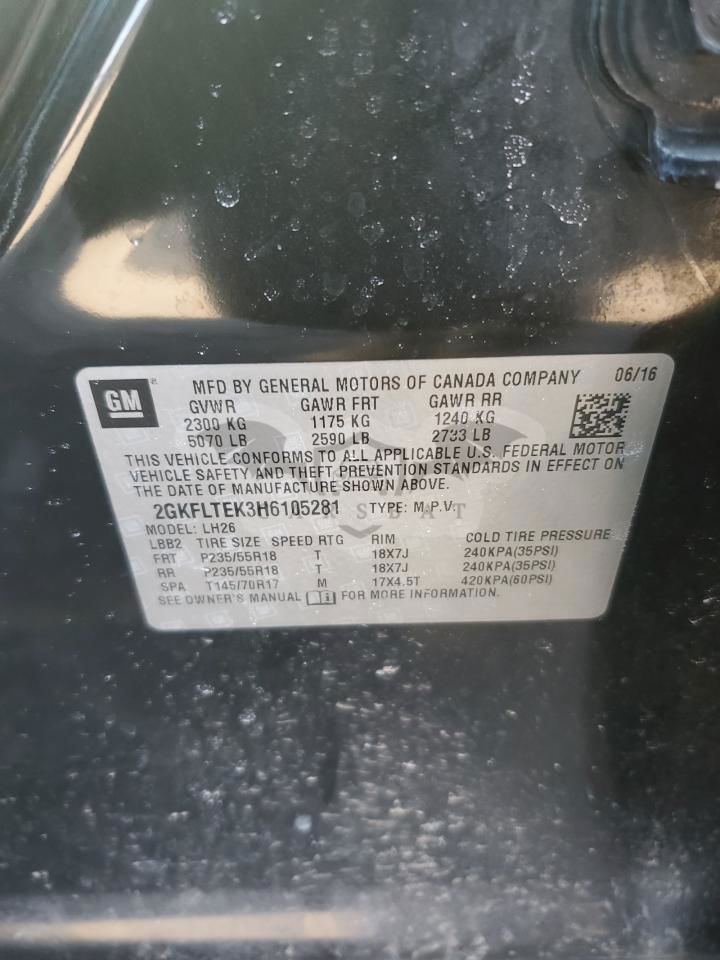 GM ® MFD BY GENERAL MOTORS OF CANADA COMPANY 06/16
GVWR GAWR FRT GAWR RR
2300 KG 1175 KG 1240 KG
5070 LB 2590 LB 2733 LB
THIS VEHICLE CONFORMS TO ALL APPLICABLE U.S. FEDERAL MOTOR
VEHICLE SAFETY AND THEFT PREVENTION STANDARDS IN EFFECT ON
THE DATE OF MANUFACTURE SHOWN ABOVE.
2GKFLTEK3H6105281 TYPE: M.P.V.
CARSBAT
MODEL: LH26
LBB2 TIRE SIZE SPEED RTG RIM COLD TIRE PRESSURE
FRT P235/55R18 T 18X7J 240KPA(35PSI)
RR P235/55R18 T 18X7J 240KPA(35PSI)
SPA T145/70R17 M 17X4.5T 420KPA(60PSI)
SEE OWNER'S MANUAL FOR MORE INFORMATION.